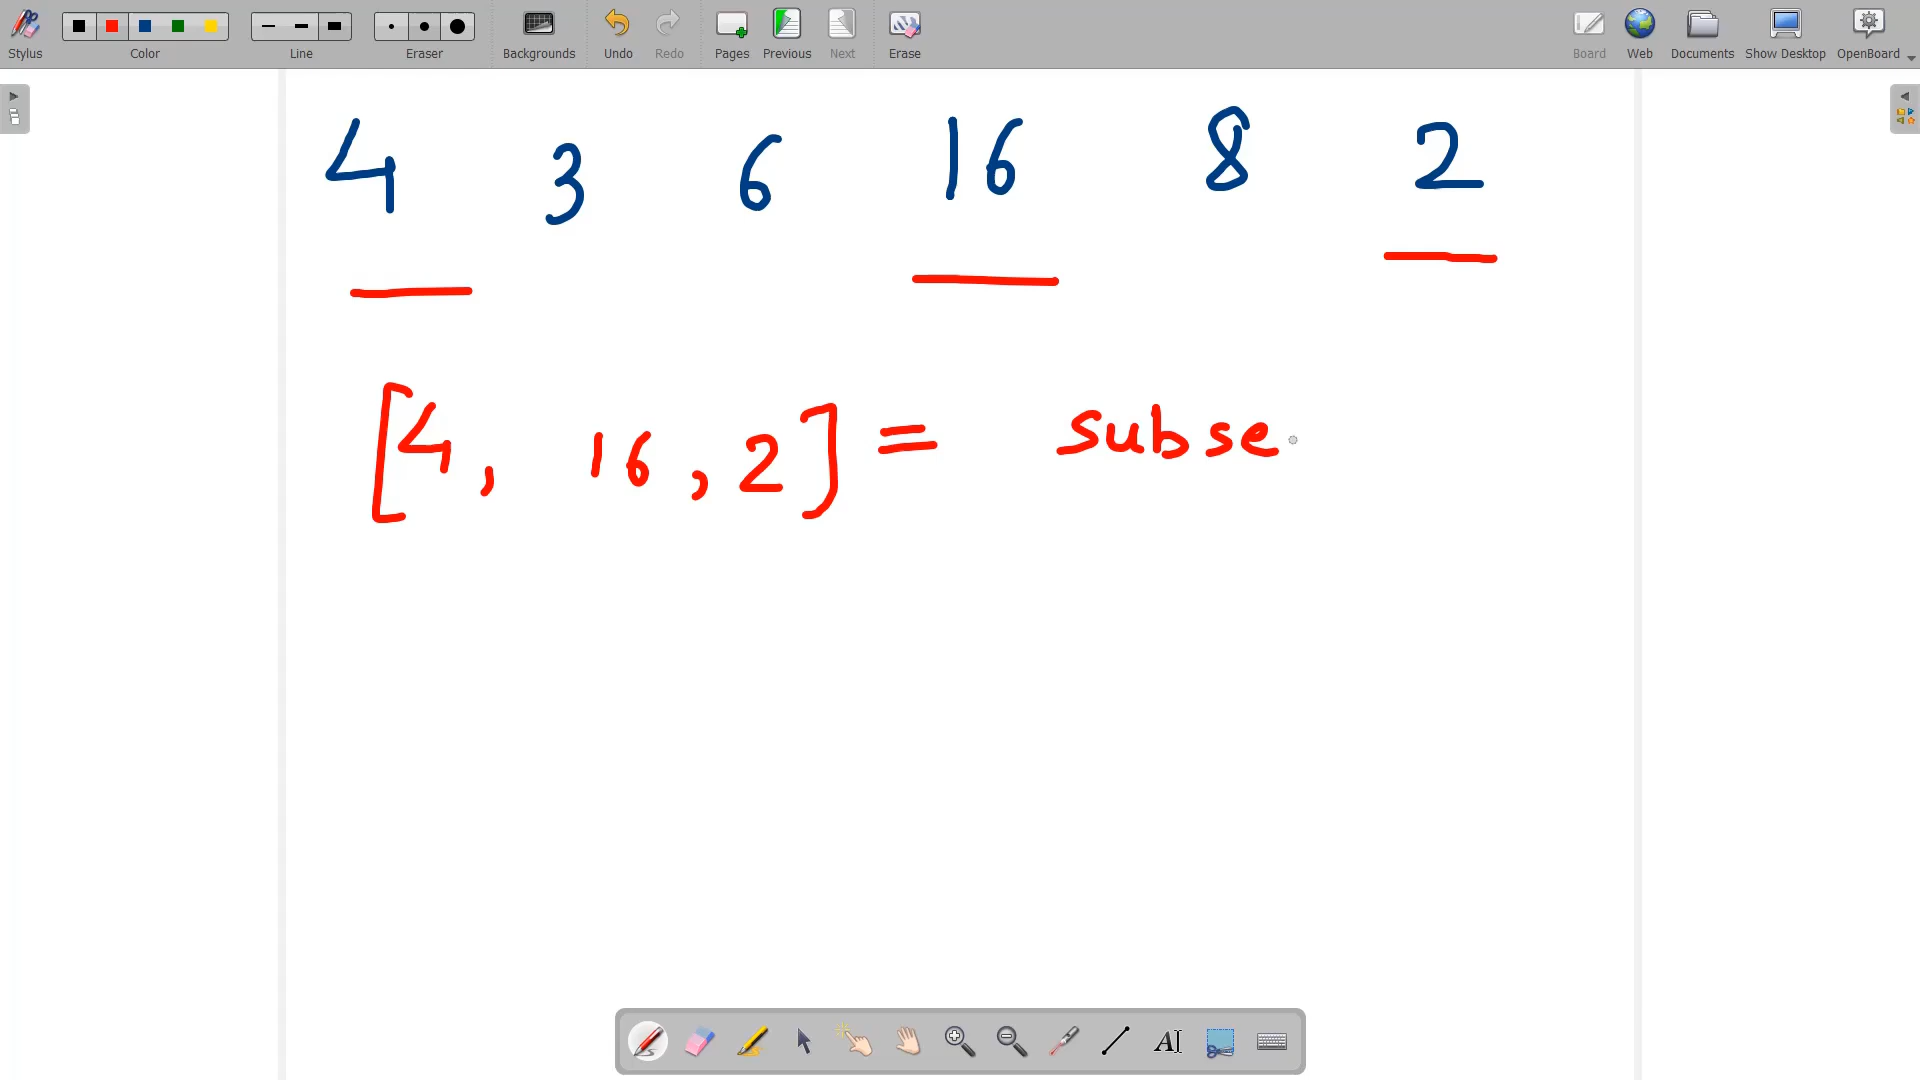 Stylus Color Line Eraser Backgrounds Undo Redo Pages Previous Next Erase Board Web Documents Show Desktop OpenBoard
4 3 6 16 8 2
[4, 16, 2] = subse
AI